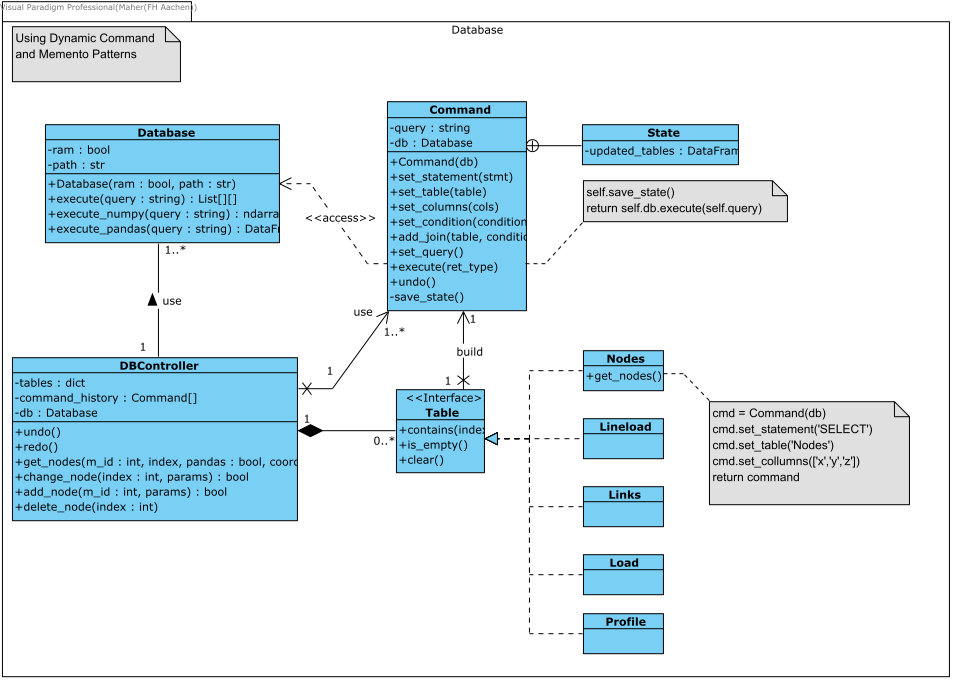 Visual Paradigm Professional(Maher(FH Aachen))
Database
Using Dynamic Command
and Memento Patterns
Database
-ram : bool
-path : str
+Database(ram : bool, path : str)
+execute(query : string) : List[][]
+execute_numpy(query : string) : ndarra
+execute_pandas(query : string) : DataFr
Command
-query : string
-db : Database
+Command(db)
+set_statement(stmt)
+set_table(table)
+set_columns(cols)
+set_condition(condition
+add_join(table, conditio
+set_query()
+execute(ret_type)
+undo()
-save_state()
State
-updated_tables : DataFram
self.save_state()
return self.db.execute(self.query)
<<access>>
1..*
use
1
use
1..*
1
1
build
1
DBController
-tables : dict
-command_history : Command[]
-db : Database
+undo()
+redo()
+get_nodes(m_id : int, index, pandas : bool, coord
+change_node(index : int, params) : bool
+add_node(m_id : int, params) : bool
+delete_node(index : int)
1
0..*
<<Interface>>
Table
+contains(index
+is_empty()
+clear()
Nodes
+get_nodes()
Lineload
Links
Load
Profile
cmd = Command(db)
cmd.set_statement('SELECT')
cmd.set_table('Nodes')
cmd.set_collumns(['x','y','z'])
return command